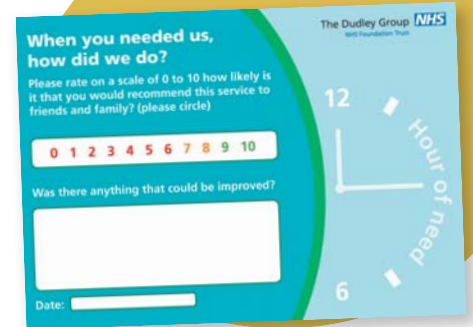 When you needed us,
how did we do?
Please rate on a scale of 0 to 10 how likely is
it that you would recommend this service to
friends and family? (please circle)
0 1 2 3 4 5 6 7 8 9 10
Was there anything that could be improved?
Date:
The Dudley Group NHS
NHS Foundation Trust
12
Hour of need
6